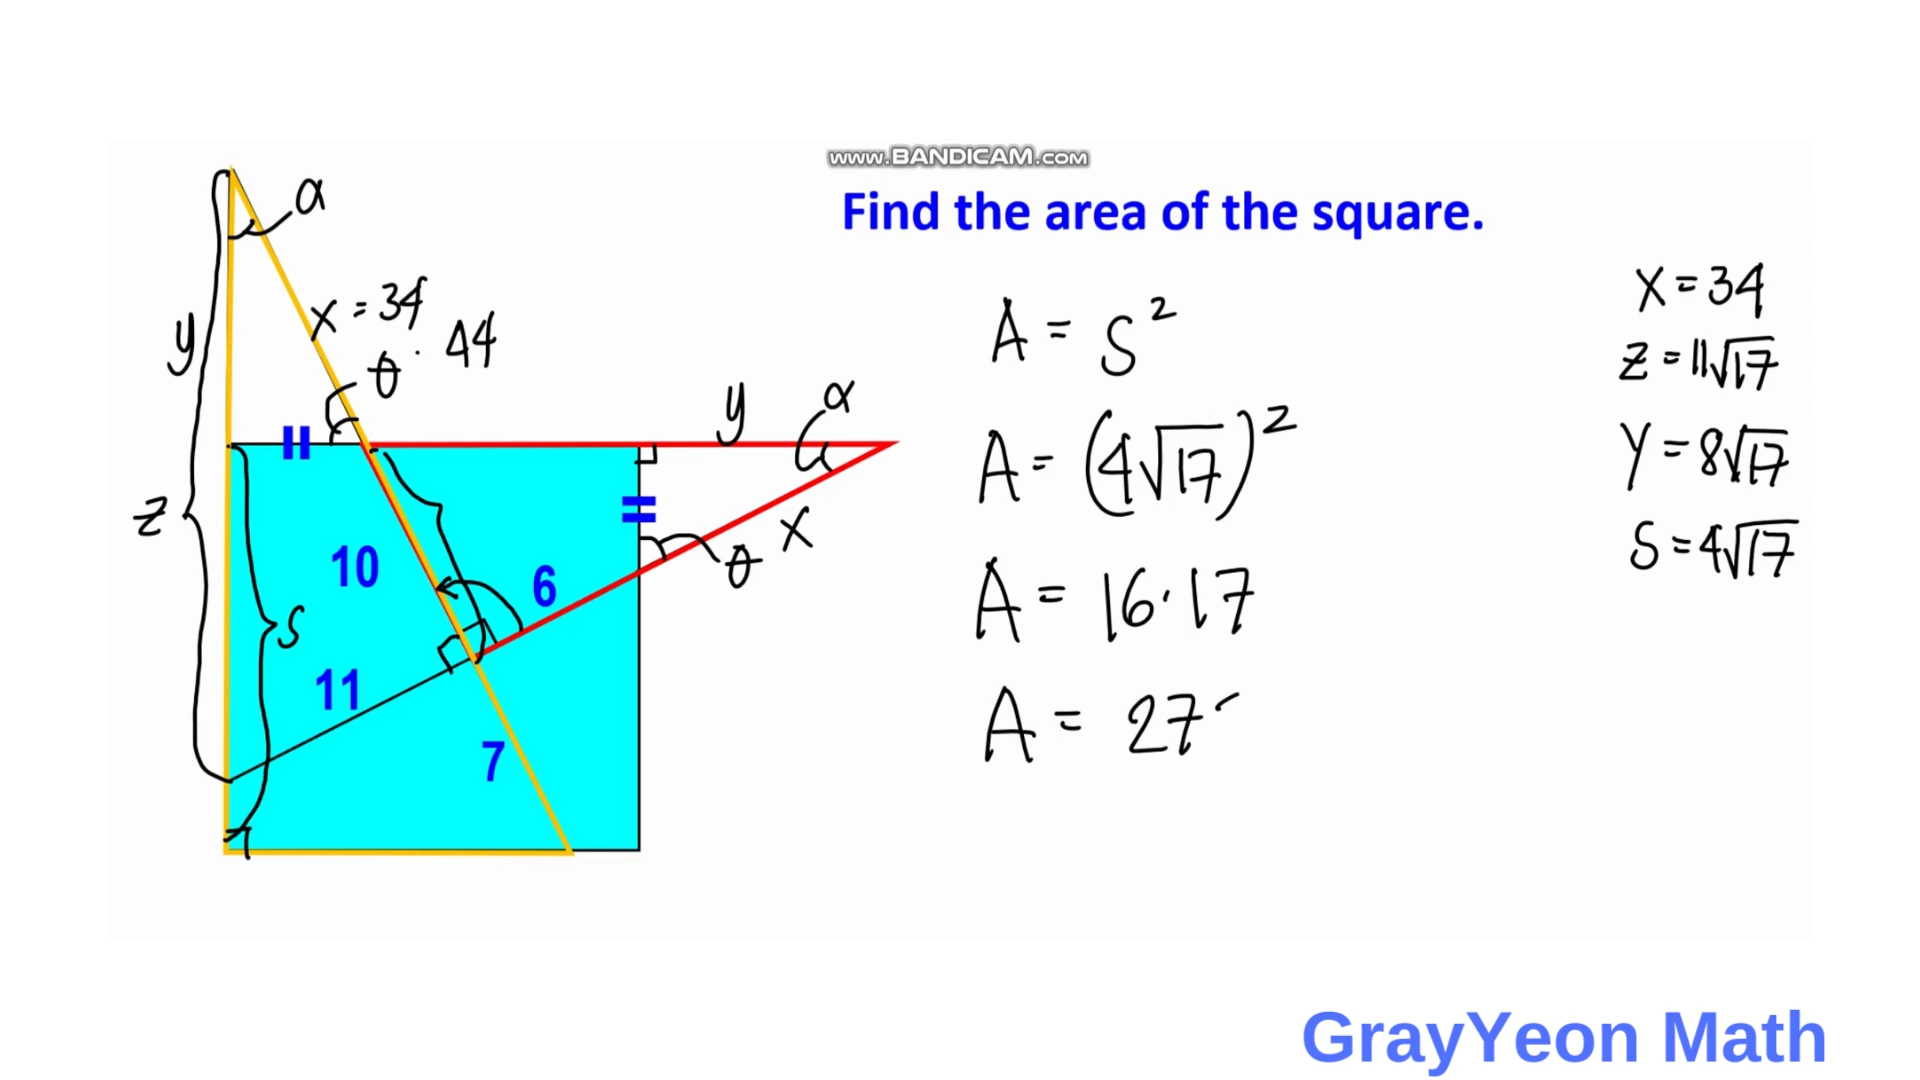 www.BANDICAM.com
Find the area of the square.
α
x = 34
θ
44
y
y
α
z
x
θ
10
6
s
11
7
A = s²
A = (4√17)²
A = 16·17
A = 27
x = 34
z = 11√17
y = 8√17
s = 4√17
GrayYeon Math